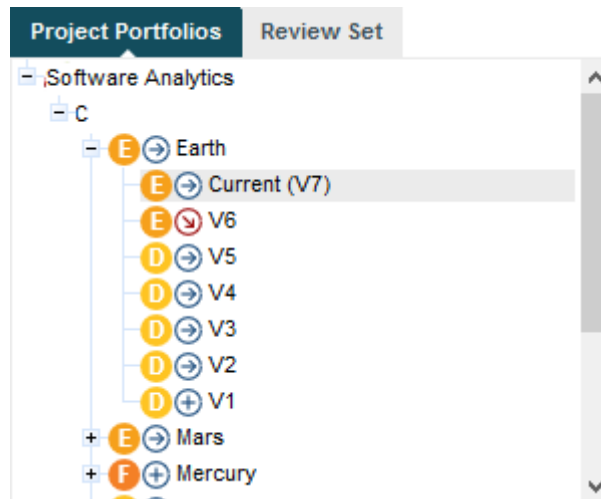 Project Portfolios Review Set
Software Analytics
C
E Earth
E Current (V7)
E V6
D V5
D V4
D V3
D V2
D V1
E Mars
F Mercury